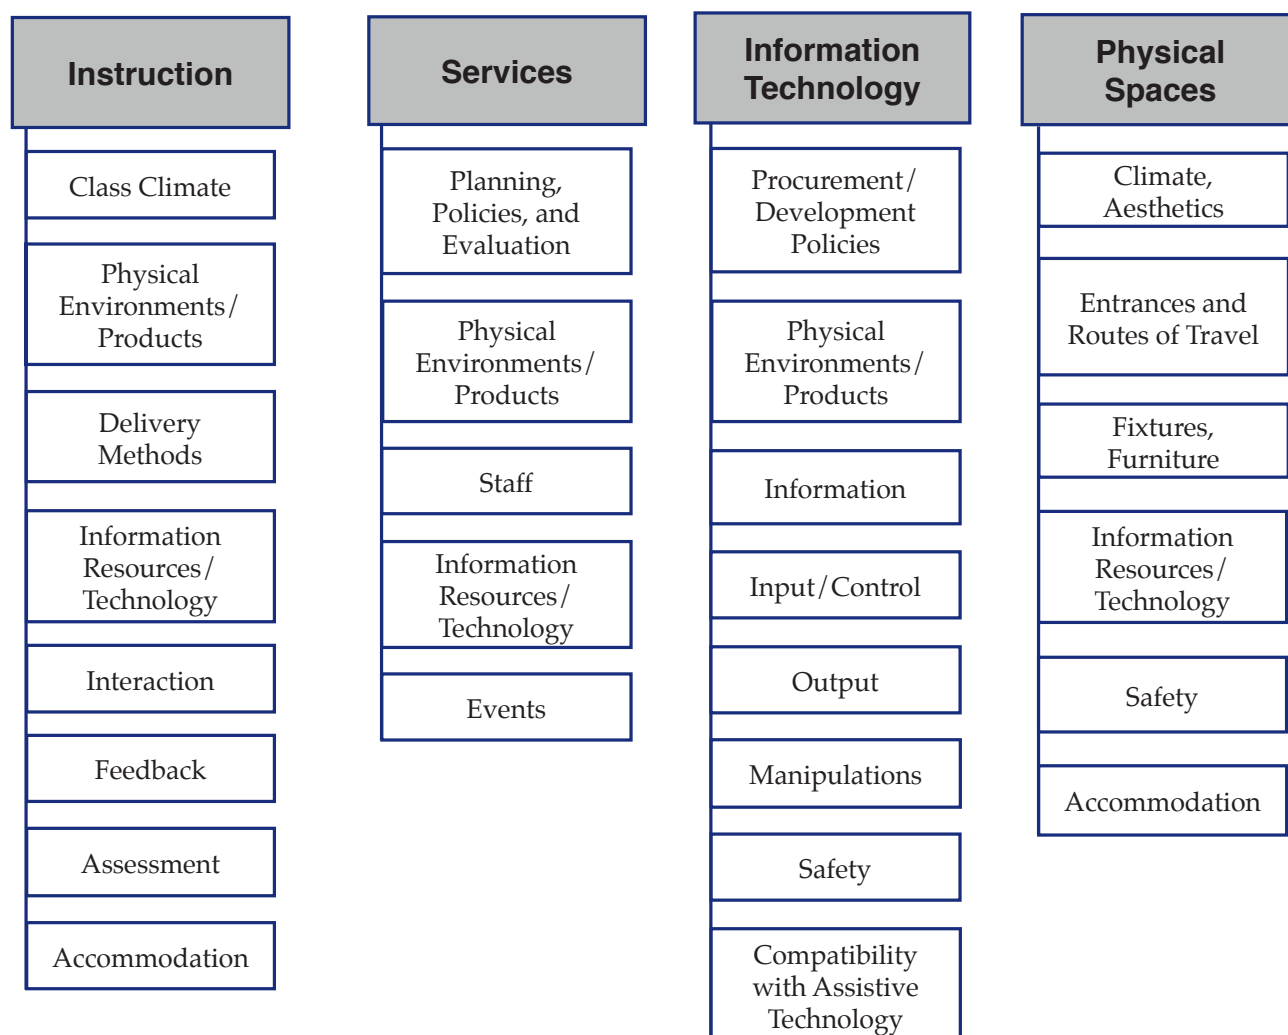 Instruction
Class Climate
Physical
Environments/
Products
Delivery
Methods
Information
Resources/
Technology
Interaction
Feedback
Assessment
Accommodation
Services
Planning,
Policies, and
Evaluation
Physical
Environments/
Products
Staff
Information
Resources/
Technology
Events
Information
Technology
Procurement/
Development
Policies
Physical
Environments/
Products
Information
Input/Control
Output
Manipulations
Safety
Compatibility
with Assistive
Technology
Physical
Spaces
Climate,
Aesthetics
Entrances and
Routes of Travel
Fixtures,
Furniture
Information
Resources/
Technology
Safety
Accommodation